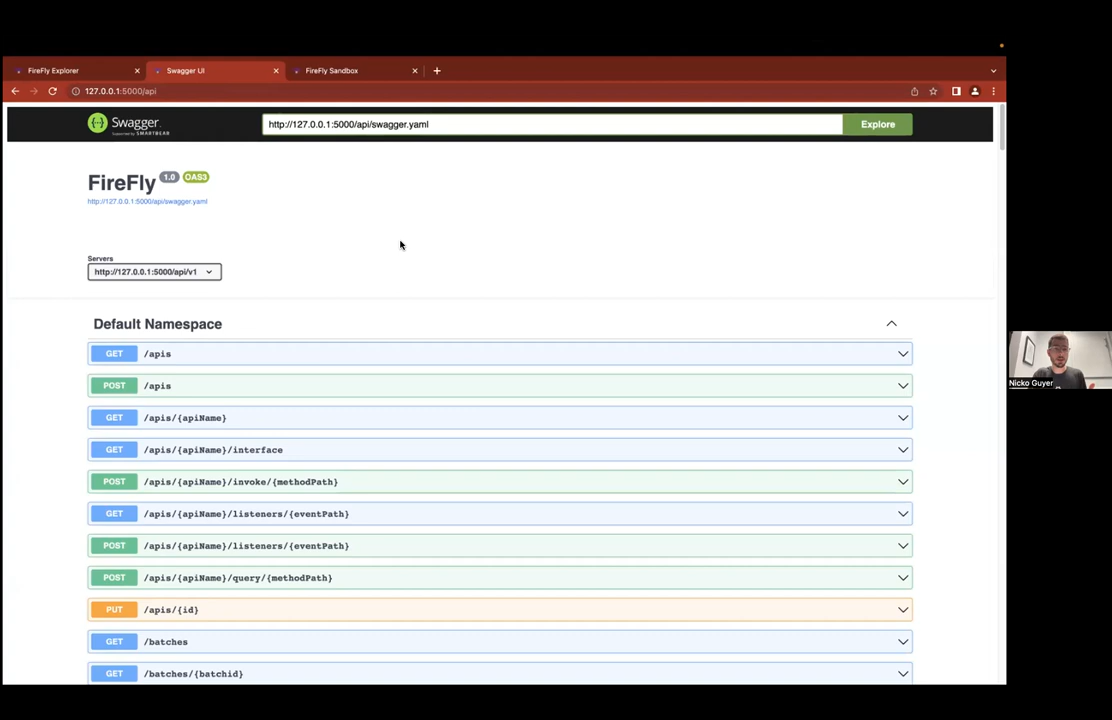 FireFly Explorer
Swagger UI
FireFly Sandbox
127.0.0.1:5000/api
Swagger
Supported by SMARTBEAR
http://127.0.0.1:5000/api/swagger.yaml
Explore
FireFly 1.0 OAS3
http://127.0.0.1:5000/api/swagger.yaml
Servers
http://127.0.0.1:5000/api/v1
Default Namespace
GET /apis
POST /apis
GET /apis/{apiName}
GET /apis/{apiName}/interface
POST /apis/{apiName}/invoke/{methodPath}
GET /apis/{apiName}/listeners/{eventPath}
POST /apis/{apiName}/listeners/{eventPath}
POST /apis/{apiName}/query/{methodPath}
PUT /apis/{id}
GET /batches
GET /batches/{batchid}
Nicko Guyer